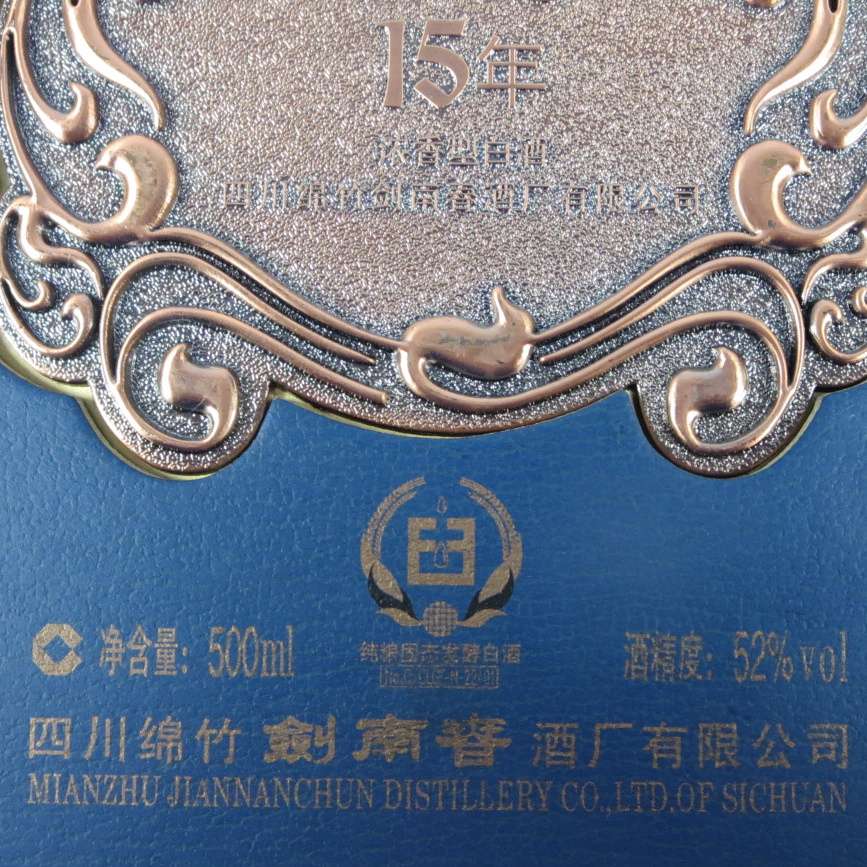 15年
浓香型白酒
四川绵竹剑南春酒厂有限公司
净含量: 500ml
纯粮固态发酵白酒
酒精度: 52%vol
四川绵竹剑南春酒厂有限公司
MIANZHU JIANNANCHUN DISTILLERY CO.,LTD.OF SICHUAN